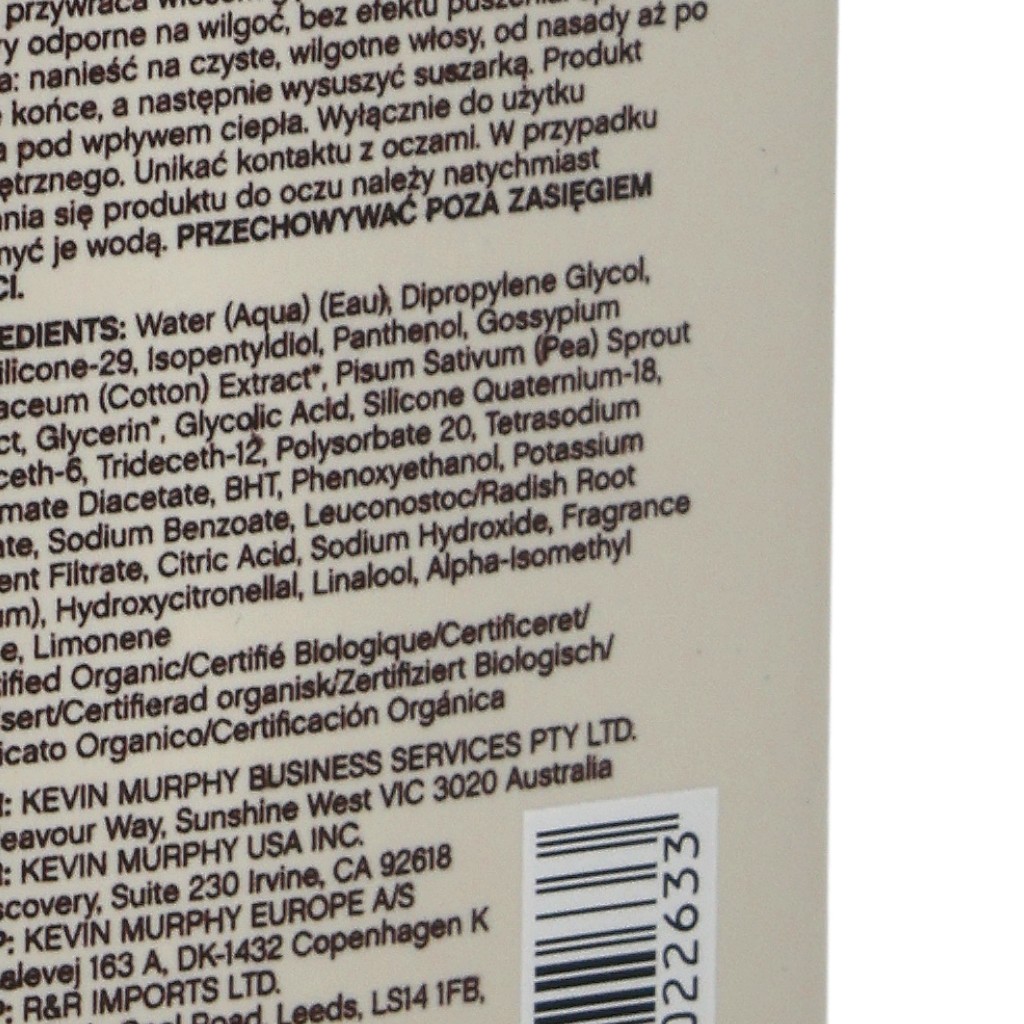 przywraca
ry odporne na wilgoć, bez efektu
a: nanieść na czyste, wilgotne włosy, od nasady aż po
końce, a następnie wysuszyć suszarką. Produkt
a pod wpływem ciepła. Wyłącznie do użytku
ętrznego. Unikać kontaktu z oczami. W przypadku
nia się produktu do oczu należy natychmiast
nyć je wodą. PRZECHOWYWAĆ POZA ZASIĘGIEM
CI.
EDIENTS: Water (Aqua) (Eau), Dipropylene Glycol,
ilicone-29, Isopentyldiol, Panthenol, Gossypium
aceum (Cotton) Extract*, Pisum Sativum (Pea) Sprout
ct, Glycerin*, Glycolic Acid, Silicone Quaternium-18,
ceth-6, Trideceth-12, Polysorbate 20, Tetrasodium
mate Diacetate, BHT, Phenoxyethanol, Potassium
ate, Sodium Benzoate, Leuconostoc/Radish Root
ent Filtrate, Citric Acid, Sodium Hydroxide, Fragrance
um), Hydroxycitronellal, Linalool, Alpha-Isomethyl
e, Limonene
ified Organic/Certifié Biologique/Certificeret/
sert/Certifierad organisk/Zertifiziert Biologisch/
icato Organico/Certificación Orgánica
: KEVIN MURPHY BUSINESS SERVICES PTY LTD.
eavour Way, Sunshine West VIC 3020 Australia
: KEVIN MURPHY USA INC.
scovery, Suite 230 Irvine, CA 92618
P: KEVIN MURPHY EUROPE A/S
alevej 163 A, DK-1432 Copenhagen K
P: R&R IMPORTS LTD.
Road, Leeds, LS14 1FB,
022633